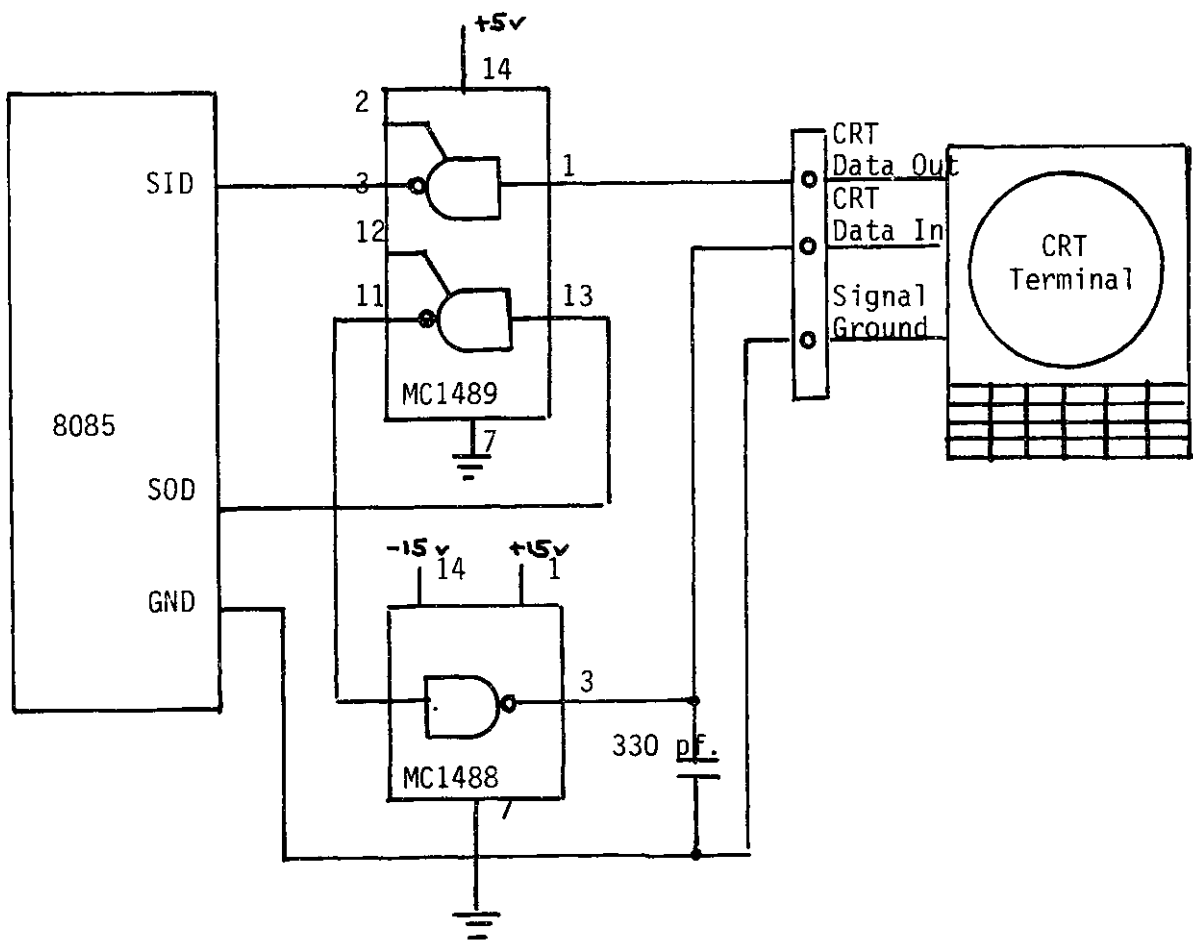 +5v
14
2
CRT
Data Out
SID
3
1
CRT
12
Data In
CRT
Terminal
11
13
Signal
Ground
MC1489
8085
7
SOD
-15 v
+15v
14
1
GND
3
330 pf.
MC1488